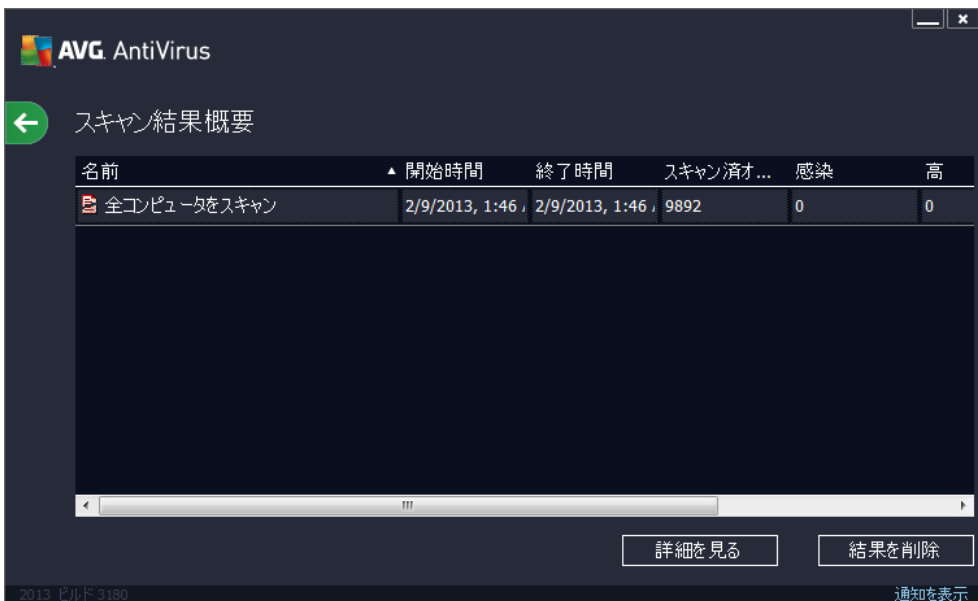 AVG. AntiVirus
スキャン結果概要
名前 開始時間 終了時間 スキャン済オ... 感染 高
全コンピュータをスキャン 2/9/2013, 1:46 2/9/2013, 1:46 9892 0 0
詳細を見る 結果を削除
2013 ビルド 3180 通知を表示